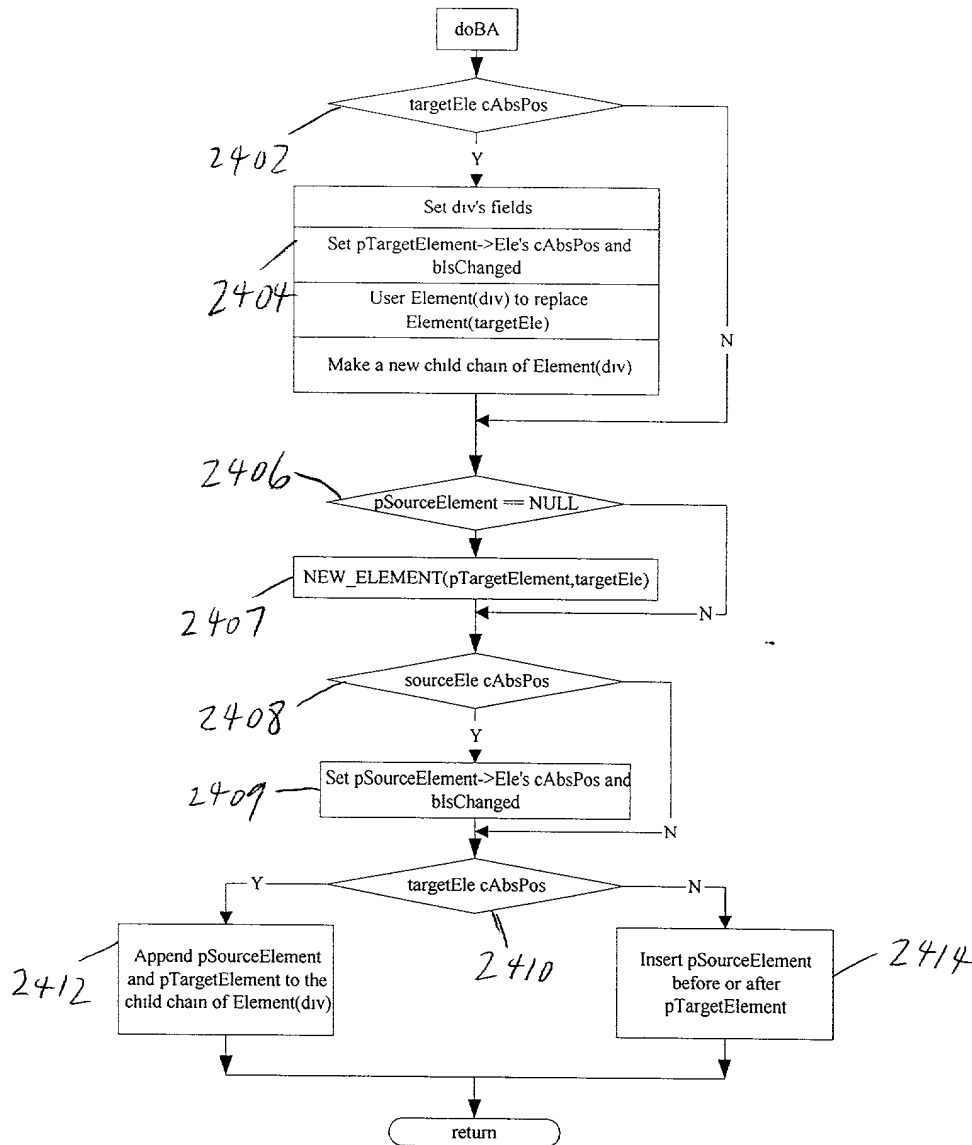 doBA
targetEle cAbsPos
2402
Y
Set div's fields
Set pTargetElement->Ele's cAbsPos and
bIsChanged
2404
User Element(div) to replace
Element(targetEle)
N
Make a new child chain of Element(div)
2406
pSourceElement == NULL
NEW_ELEMENT(pTargetElement,targetEle)
2407
N
sourceEle cAbsPos
2408
Y
Set pSourceElement->Ele's cAbsPos and
bIsChanged
2409
N
targetEle cAbsPos
Y
N
2410
Append pSourceElement
and pTargetElement to the
child chain of Element(div)
2412
Insert pSourceElement
before or after
pTargetElement
2414
return